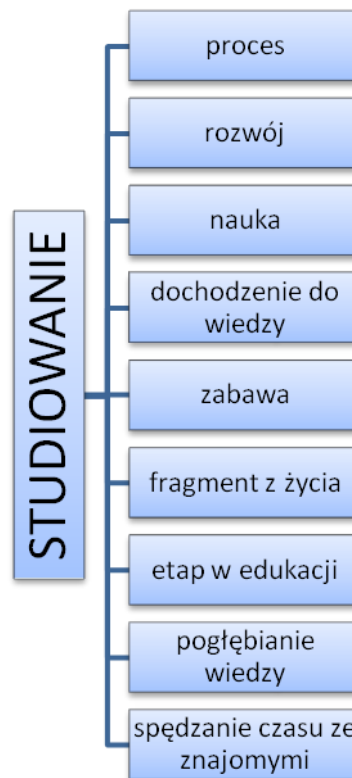 STUDIOWANIE
proces
rozwój
nauka
dochodzenie do
wiedzy
zabawa
fragment z życia
etap w edukacji
pogłębianie
wiedzy
spędzanie czasu ze
znajomymi